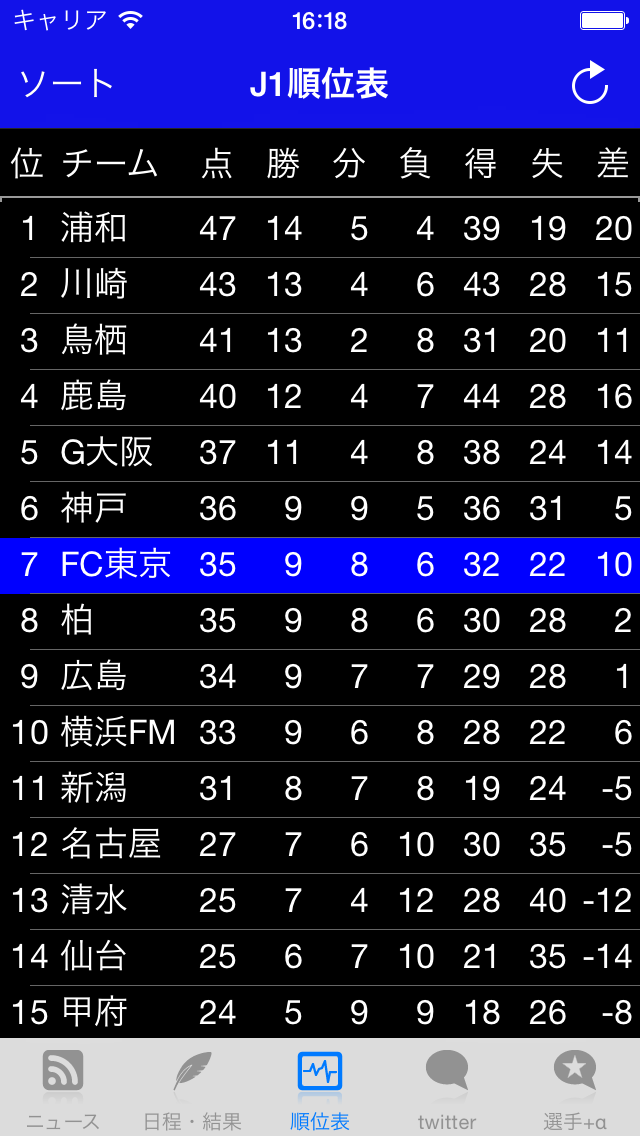 キャリア 16:18
ソート J1順位表
位 チーム 点 勝 分 負 得 失 差
1 浦和 47 14 5 4 39 19 20
2 川崎 43 13 4 6 43 28 15
3 鳥栖 41 13 2 8 31 20 11
4 鹿島 40 12 4 7 44 28 16
5 G大阪 37 11 4 8 38 24 14
6 神戸 36 9 9 5 36 31 5
7 FC東京 35 9 8 6 32 22 10
8 柏 35 9 8 6 30 28 2
9 広島 34 9 7 7 29 28 1
10 横浜FM 33 9 6 8 28 22 6
11 新潟 31 8 7 8 19 24 -5
12 名古屋 27 7 6 10 30 35 -5
13 清水 25 7 4 12 28 40 -12
14 仙台 25 6 7 10 21 35 -14
15 甲府 24 5 9 9 18 26 -8
ニュース 日程・結果 順位表 twitter 選手+α